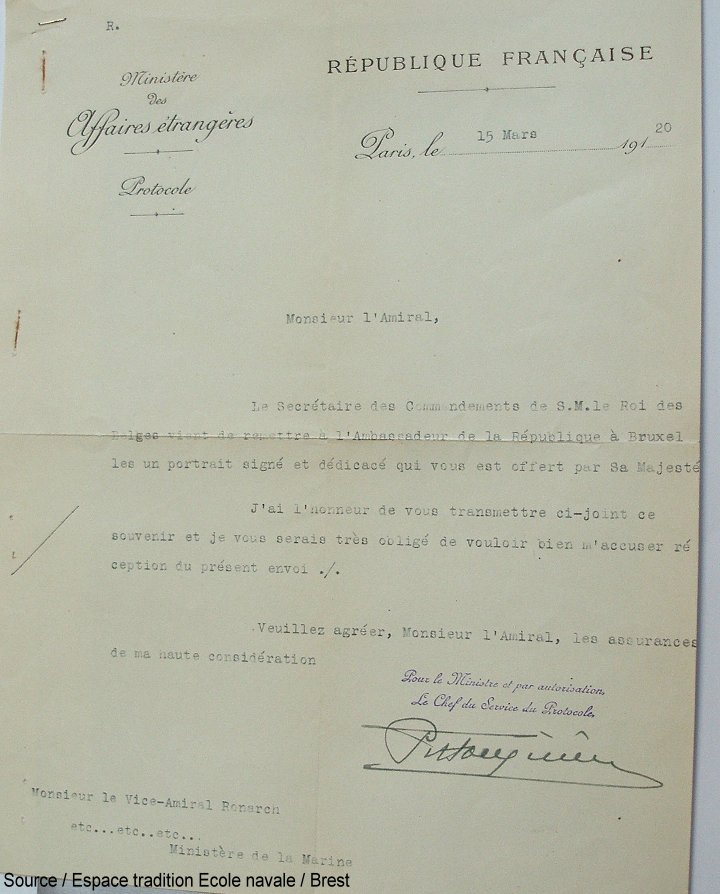 R.
Ministère
des
Affaires étrangères
Protocole
RÉPUBLIQUE FRANÇAISE
Paris, le 15 Mars 191 20
Monsieur l'Amiral,
Le Secrétaire des Commandements de S.M.le Roi des
Belges vient de remettre à l'Ambassadeur de la République à Bruxel
les un portrait signé et dédicacé qui vous est offert par Sa Majesté
J'ai l'honneur de vous transmettre ci-joint ce
souvenir et je vous serais très obligé de vouloir bien m'accuser ré
ception du présent envoi ./.
Veuillez agréer, Monsieur l'Amiral, les assurances
de ma haute considération
Pour le Ministre et par autorisation,
Le Chef du Service du Protocole,
Monsieur le Vice-Amiral Ronarch
etc...etc..etc...
Ministère de la Marine
Source / Espace tradition Ecole navale / Brest